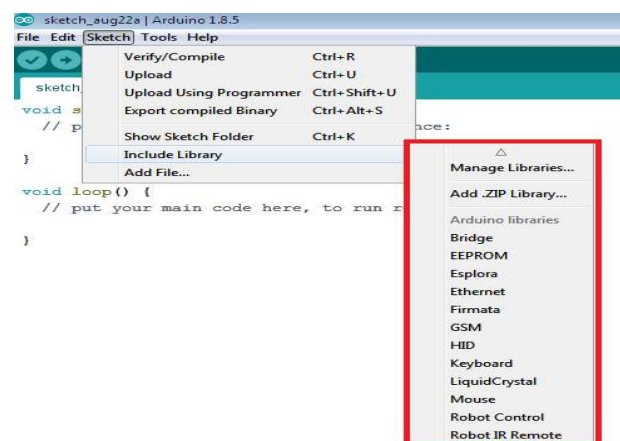 sketch_aug22a | Arduino 1.8.5
File Edit Sketch Tools Help
Verify/Compile Ctrl+R
Upload Ctrl+U
Upload Using Programmer Ctrl+Shift+U
Export compiled Binary Ctrl+Alt+S
Show Sketch Folder Ctrl+K
Include Library
Add File...
sketch_
void s
// p
nce:
}
void loop() {
// put your main code here, to run r
}
Manage Libraries...
Add .ZIP Library...
Arduino libraries
Bridge
EEPROM
Esplora
Ethernet
Firmata
GSM
HID
Keyboard
LiquidCrystal
Mouse
Robot Control
Robot IR Remote